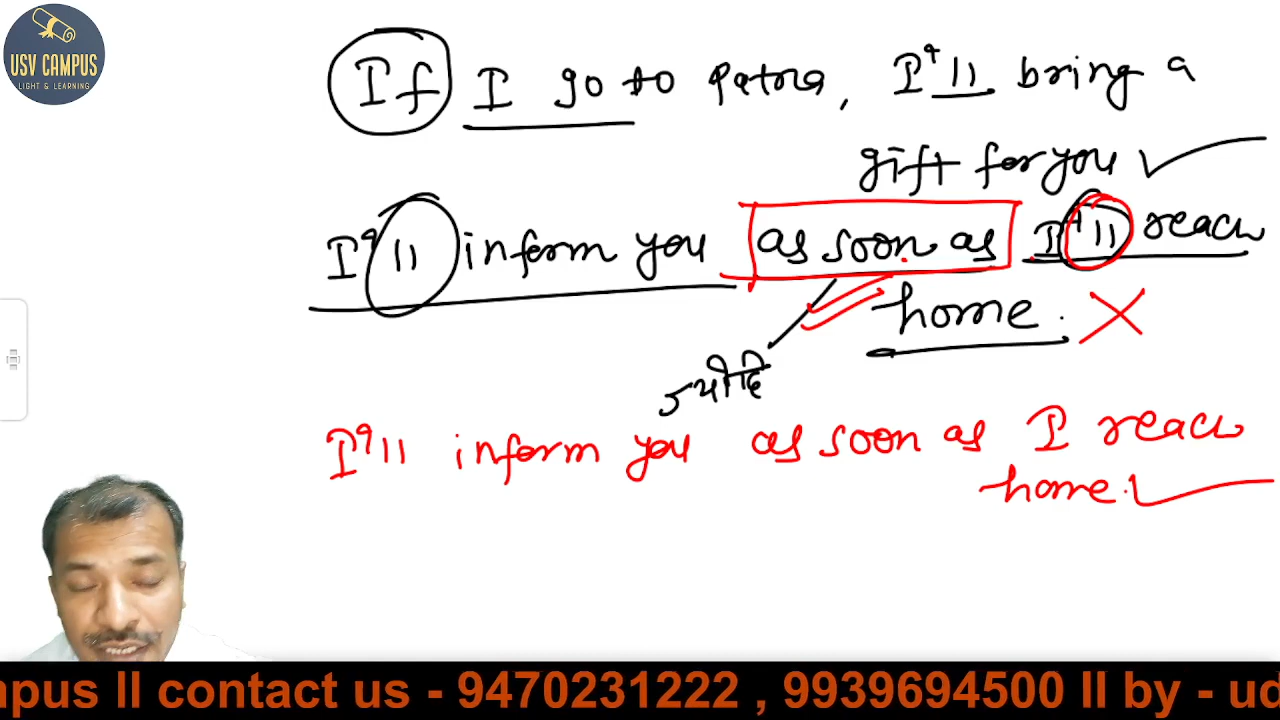 USV CAMPUS
LIGHT & LEARNING
If I go to Patna, I'll bring a
gift for you ✓
I'll inform you as soon as I'll reach
home. ✗
ज्योंहि
I'll inform you as soon as I reach
home. ✓
mpus ll contact us - 9470231222 , 9939694500 ll by - ud